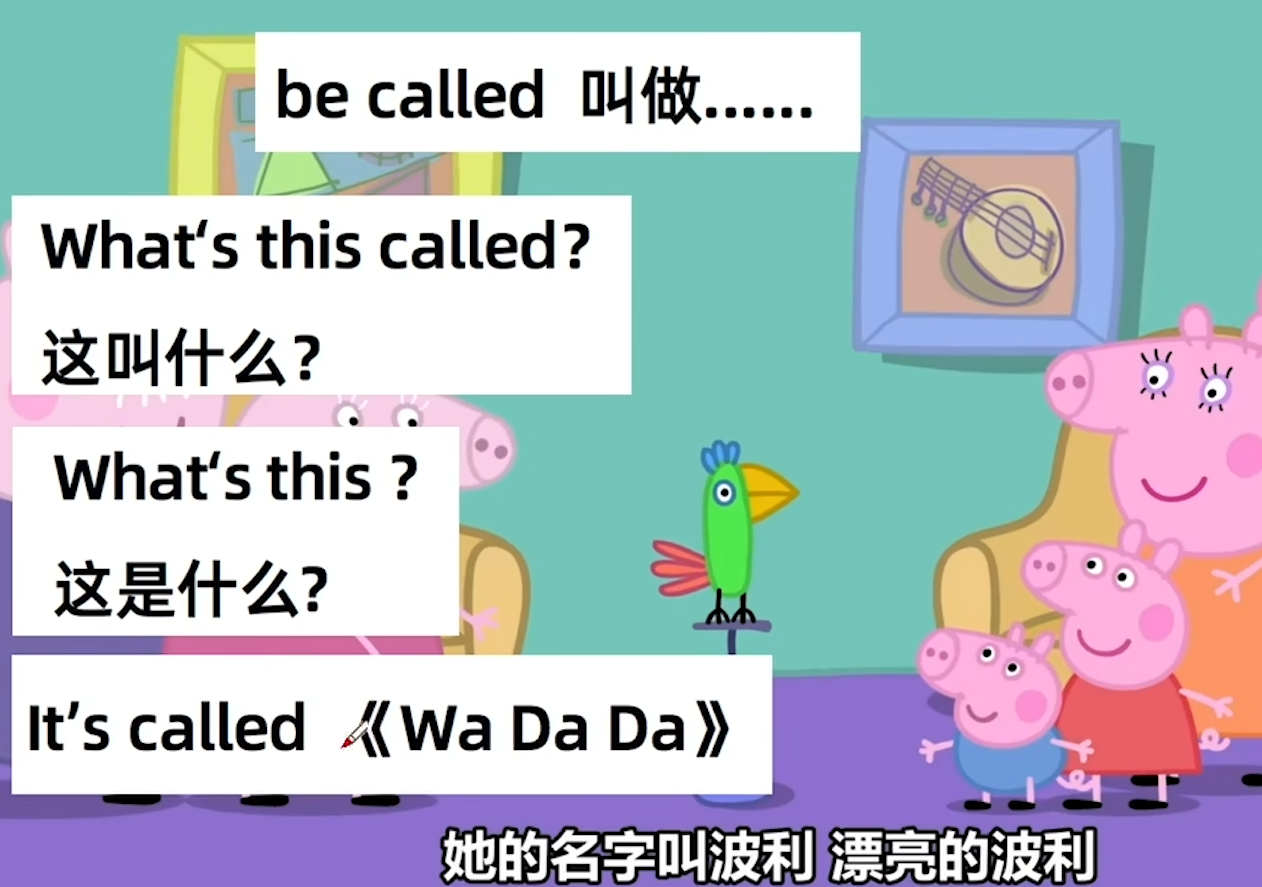 be called 叫做......
What‘s this called?
这叫什么?
What‘s this ?
这是什么?
It’s called 《Wa Da Da》
她的名字叫波利 漂亮的波利